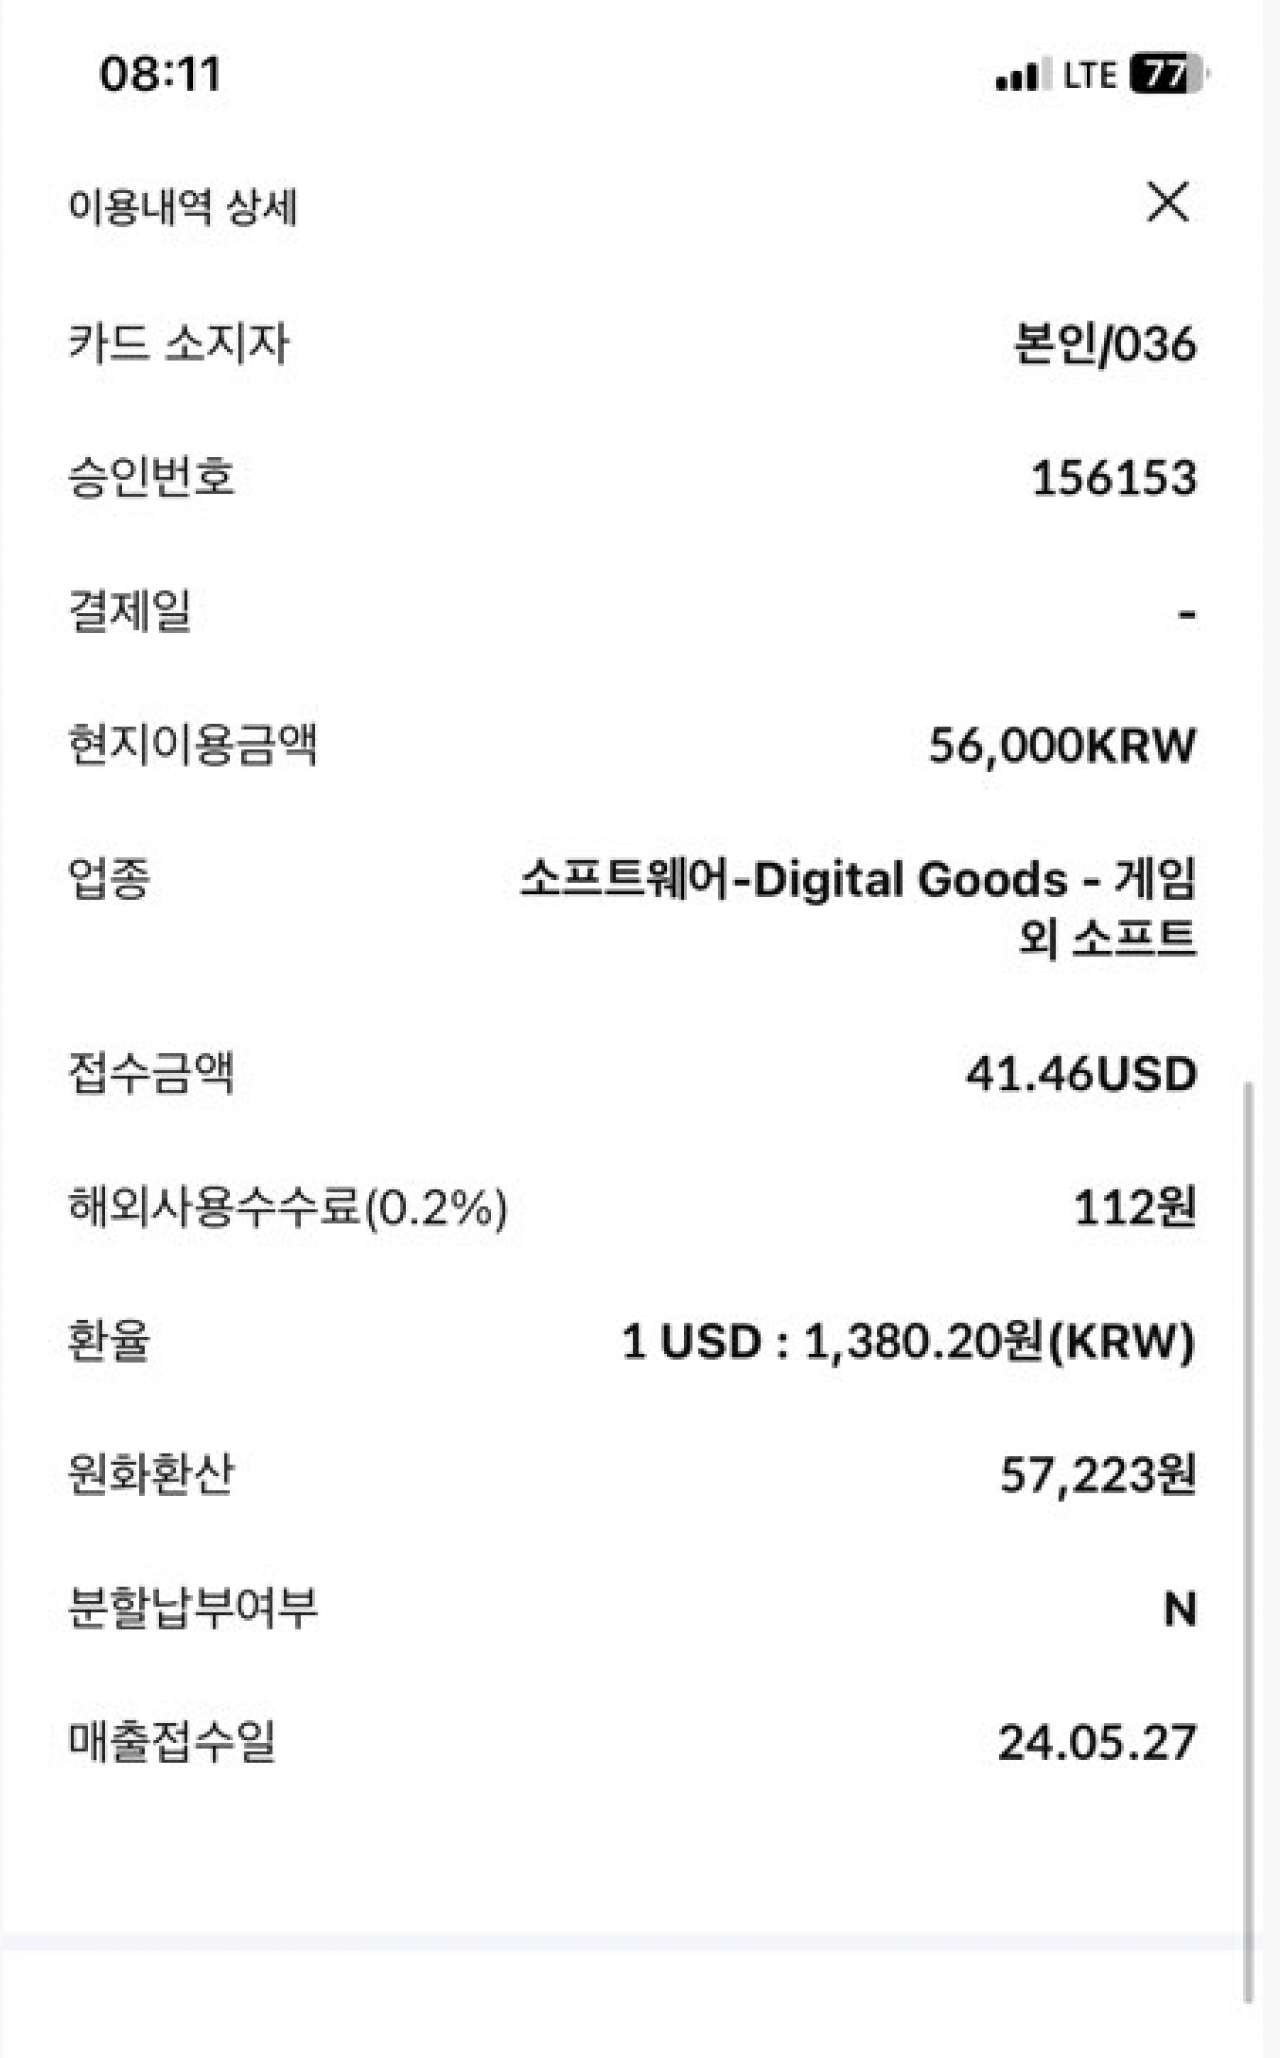 08:11
LTE 77
이용내역 상세
카드 소지자 본인/036
승인번호 156153
결제일 -
현지이용금액 56,000KRW
업종 소프트웨어-Digital Goods - 게임
외 소프트
접수금액 41.46USD
해외사용수수료(0.2%) 112원
환율 1 USD : 1,380.20원(KRW)
원화환산 57,223원
분할납부여부 N
매출접수일 24.05.27